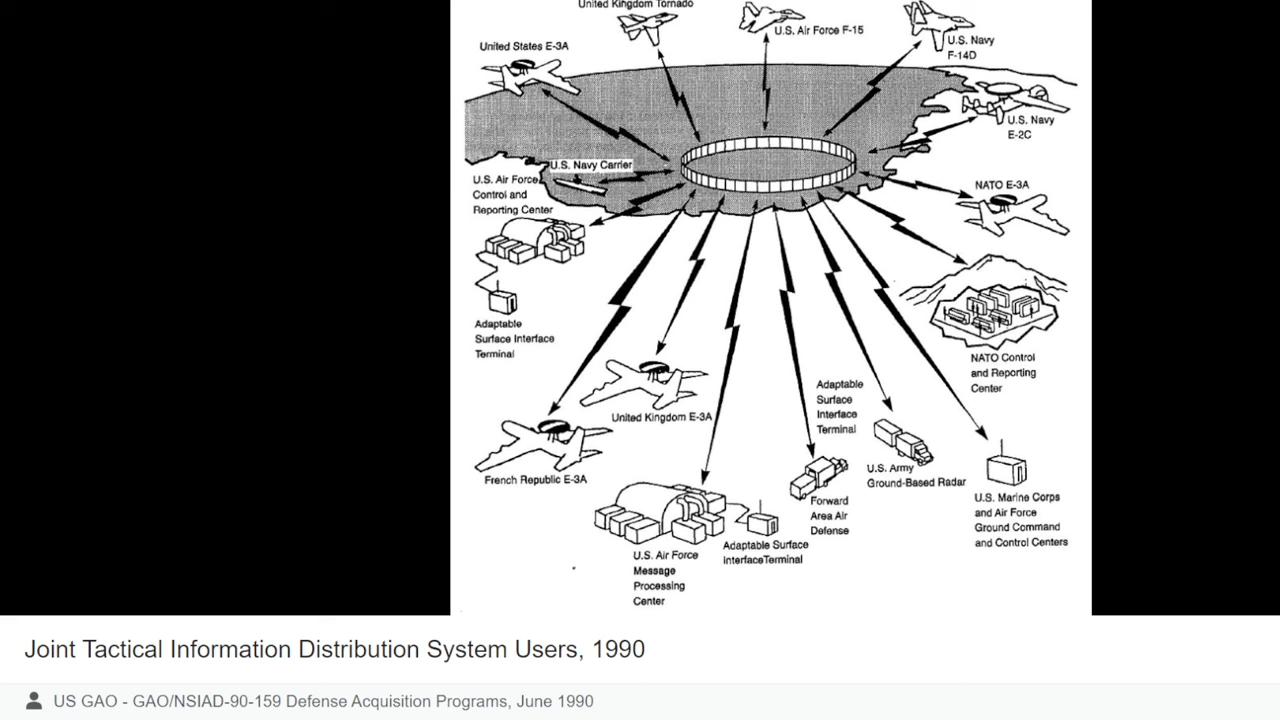 United Kingdom Tornado
U.S. Air Force F-15
U.S. Navy
F-14D
United States E-3A
U.S. Navy
E-2C
U.S. Navy Carrier
U.S. Air Force
Control and
Reporting Center
NATO E-3A
Adaptable
Surface Interface
Terminal
NATO Control
and Reporting
Center
United Kingdom E-3A
Adaptable
Surface
Interface
Terminal
French Republic E-3A
U.S. Army
Ground-Based Radar
Forward
Area Air
Defense
U.S. Marine Corps
and Air Force
Ground Command
and Control Centers
U.S. Air Force
Message
Processing
Center
Adaptable Surface
InterfaceTerminal
Joint Tactical Information Distribution System Users, 1990
US GAO - GAO/NSIAD-90-159 Defense Acquisition Programs, June 1990